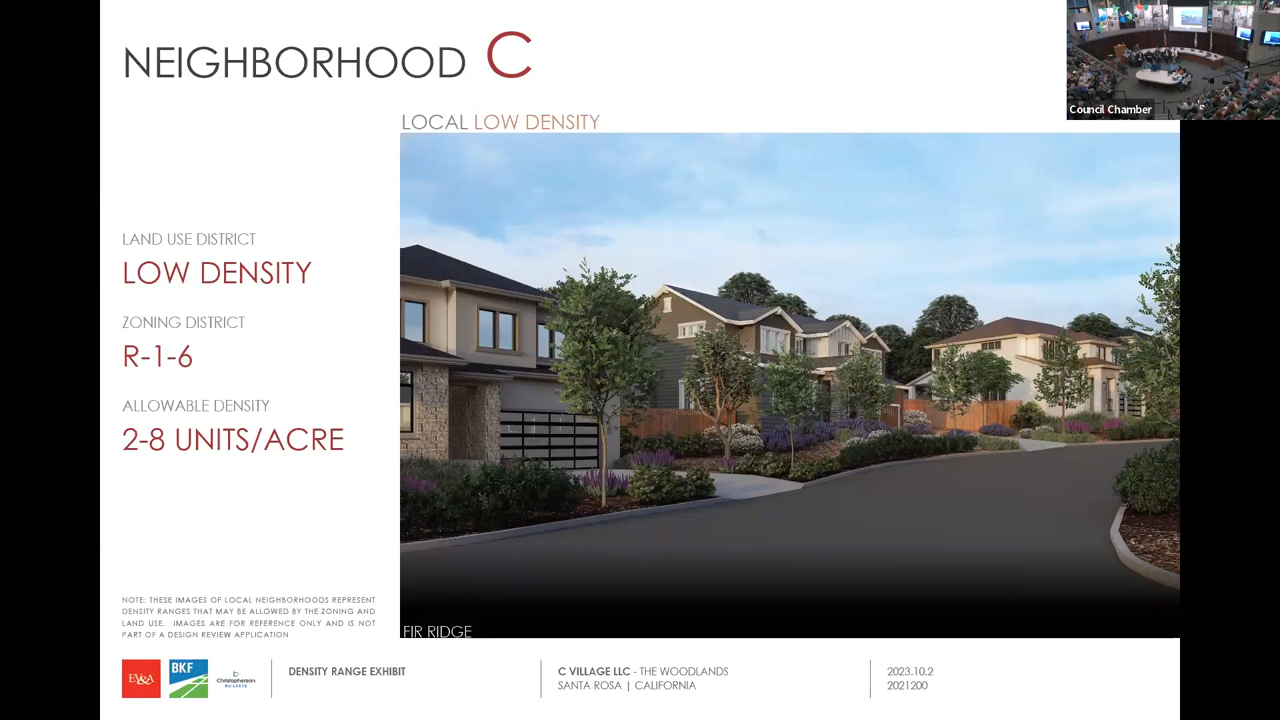 NEIGHBORHOOD C
Council Chamber
LOCAL LOW DENSITY
LAND USE DISTRICT
LOW DENSITY
ZONING DISTRICT
R-1-6
ALLOWABLE DENSITY
2-8 UNITS/ACRE
NOTE: THESE IMAGES OF LOCAL NEIGHBORHOODS REPRESENT
DENSITY RANGES THAT MAY BE ALLOWED BY THE ZONING AND
LAND USE. IMAGES ARE FOR REFERENCE ONLY AND IS NOT
PART OF A DESIGN REVIEW APPLICATION
FIR RIDGE
EV&A
BKF
Christopherson
BUILDERS
DENSITY RANGE EXHIBIT
C VILLAGE LLC - THE WOODLANDS
SANTA ROSA | CALIFORNIA
2023.10.2
2021200